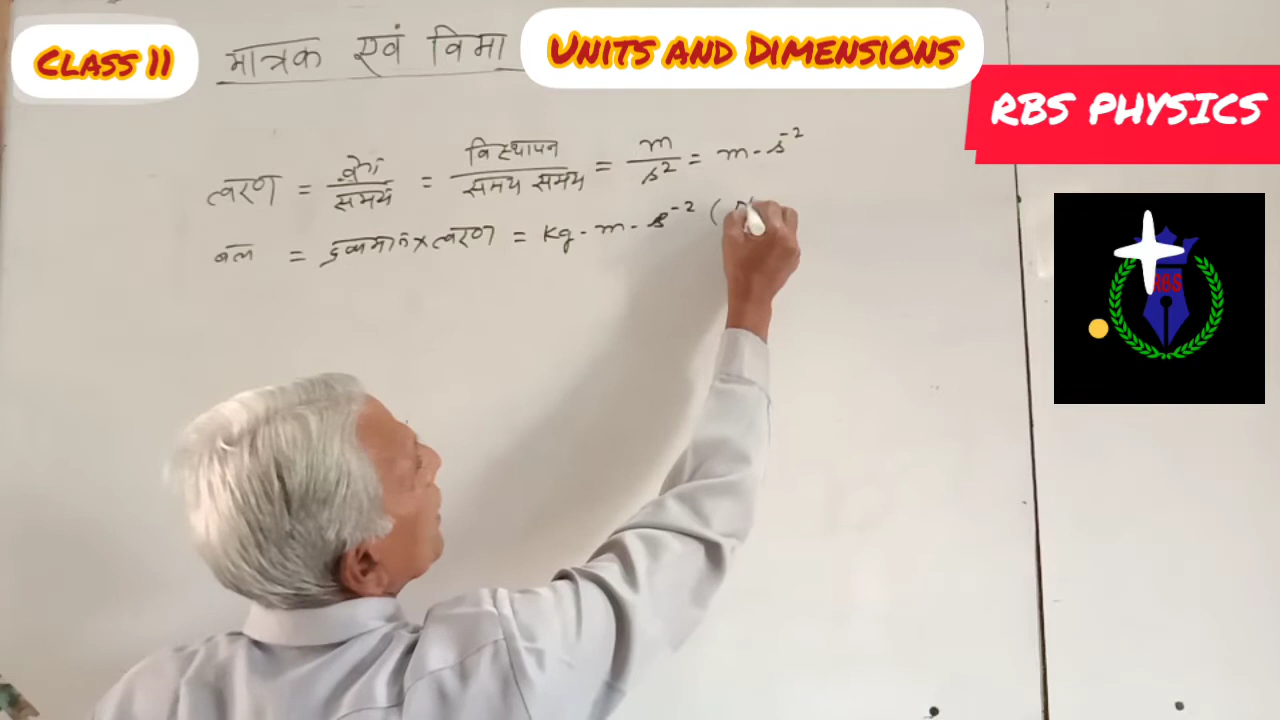 Class 11
मात्रक एवं विमा
Units and Dimensions
RBS PHYSICS
त्वरण = वेग / समय = विस्थापन / समय समय = m / s² = m - s⁻²
बल = द्रव्यमान × त्वरण = kg - m - s⁻² (
RBS